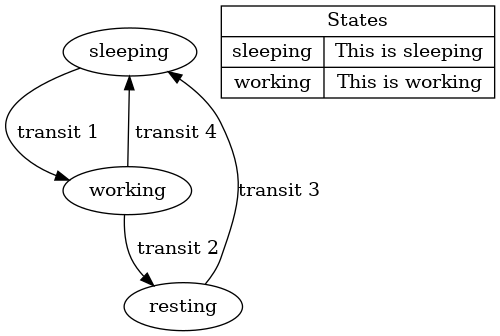 sleeping
States
sleeping This is sleeping
working This is working
transit 1 transit 4
working
transit 3
transit 2
resting